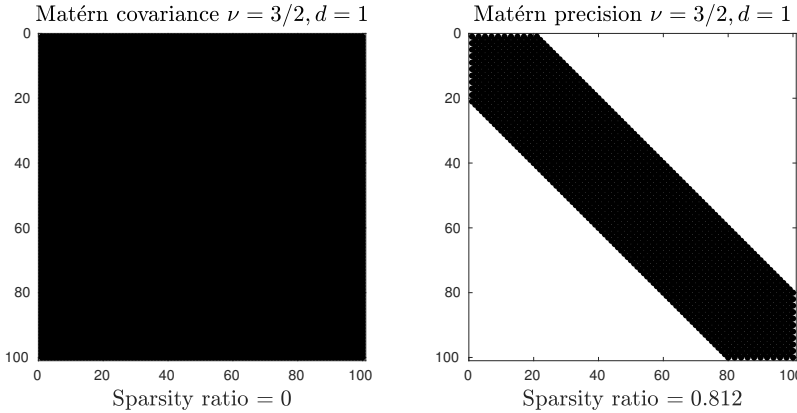 Matérn covariance ν = 3/2, d = 1
0
20
40
60
80
100
0 20 40 60 80 100
Sparsity ratio = 0
Matérn precision ν = 3/2, d = 1
0
20
40
60
80
100
0 20 40 60 80 100
Sparsity ratio = 0.812